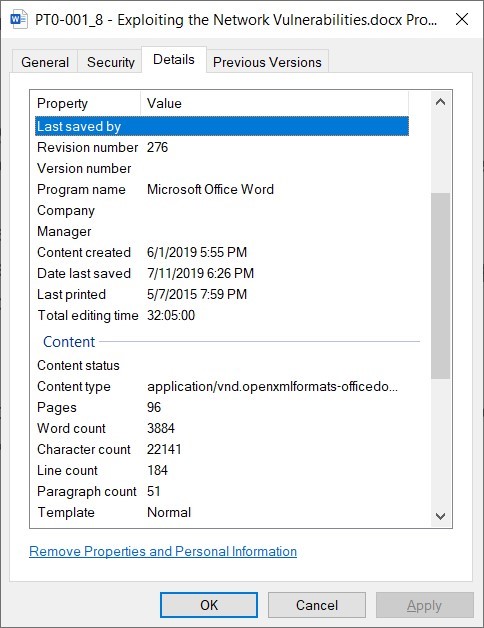 PT0-001_8 - Exploiting the Network Vulnerabilities.docx Pro...
General Security Details Previous Versions
Property Value
Last saved by
Revision number 276
Version number
Program name Microsoft Office Word
Company
Manager
Content created 6/1/2019 5:55 PM
Date last saved 7/11/2019 6:26 PM
Last printed 5/7/2015 7:59 PM
Total editing time 32:05:00
Content
Content status
Content type application/vnd.openxmlformats-officedo...
Pages 96
Word count 3884
Character count 22141
Line count 184
Paragraph count 51
Template Normal
Remove Properties and Personal Information
OK Cancel Apply